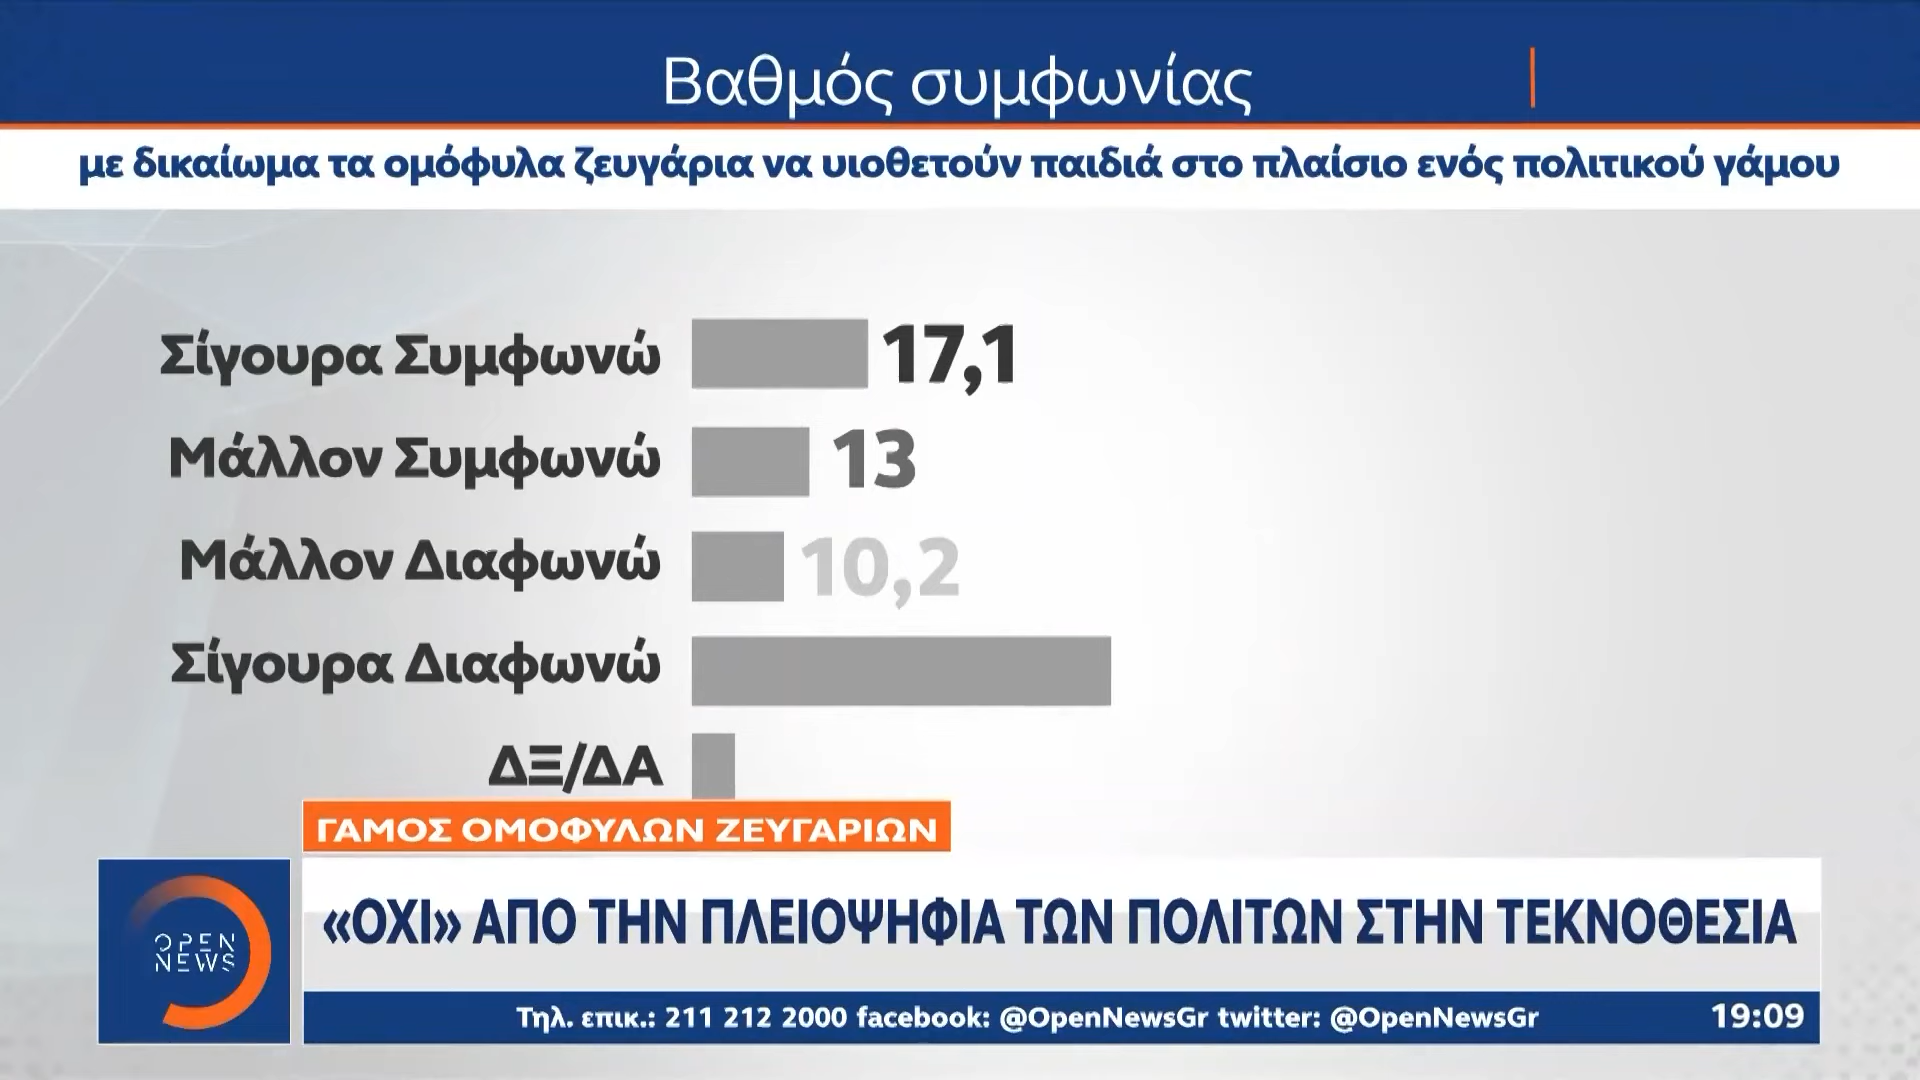 Βαθμός συμφωνίας
με δικαίωμα τα ομόφυλα ζευγάρια να υιοθετούν παιδιά στο πλαίσιο ενός πολιτικού γάμου
Σίγουρα Συμφωνώ 17,1
Μάλλον Συμφωνώ 13
Μάλλον Διαφωνώ 10,2
Σίγουρα Διαφωνώ
ΔΞ/ΔΑ
ΓΑΜΟΣ ΟΜΟΦΥΛΩΝ ΖΕΥΓΑΡΙΩΝ
«ΟΧΙ» ΑΠΟ ΤΗΝ ΠΛΕΙΟΨΗΦΙΑ ΤΩΝ ΠΟΛΙΤΩΝ ΣΤΗΝ ΤΕΚΝΟΘΕΣΙΑ
OPEN
NEWS
Τηλ. επικ.: 211 212 2000 facebook: @OpenNewsGr twitter: @OpenNewsGr 19:09